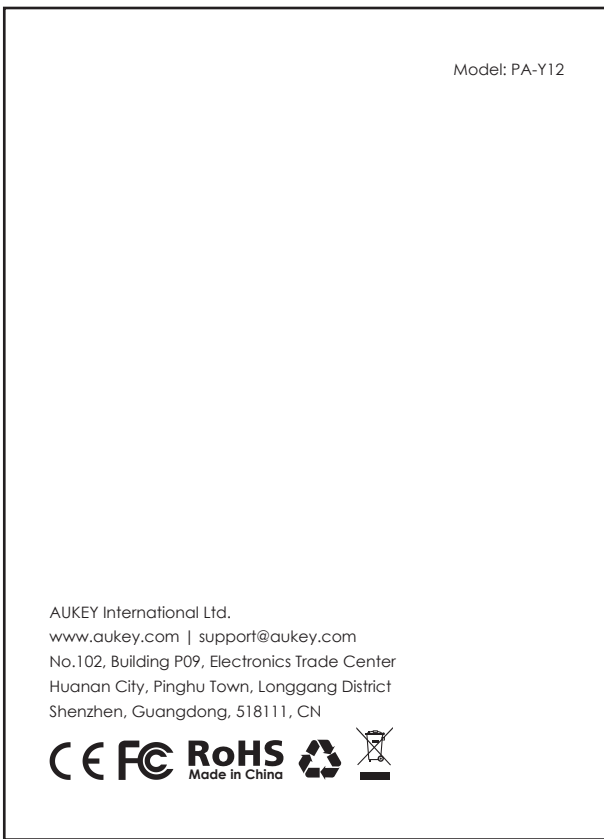 Model: PA-Y12
AUKEY International Ltd.
www.aukey.com | support@aukey.com
No.102, Building P09, Electronics Trade Center
Huanan City, Pinghu Town, Longgang District
Shenzhen, Guangdong, 518111, CN
CE FC RoHS
Made in China